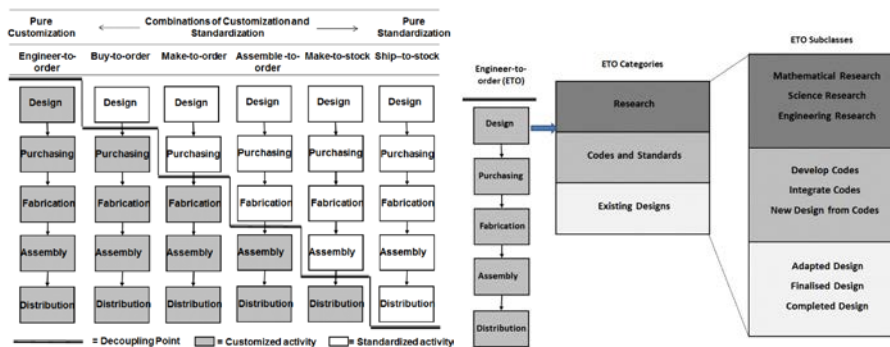 Pure Customization
Combinations of Customization and Standardization
Pure Standardization
Engineer-to-order
Buy-to-order
Make-to-order
Assemble-to-order
Make-to-stock
Ship--to-stock
Design
Design
Design
Design
Design
Design
Purchasing
Purchasing
Purchasing
Purchasing
Purchasing
Purchasing
Fabrication
Fabrication
Fabrication
Fabrication
Fabrication
Fabrication
Assembly
Assembly
Assembly
Assembly
Assembly
Assembly
Distribution
Distribution
Distribution
Distribution
Distribution
Distribution
= Decoupling Point
= Customized activity
= Standardized activity
Engineer-to-order (ETO)
Design
Purchasing
Fabrication
Assembly
Distribution
ETO Categories
Research
Codes and Standards
Existing Designs
ETO Subclasses
Mathematical Research
Science Research
Engineering Research
Develop Codes
Integrate Codes
New Design from Codes
Adapted Design
Finalised Design
Completed Design